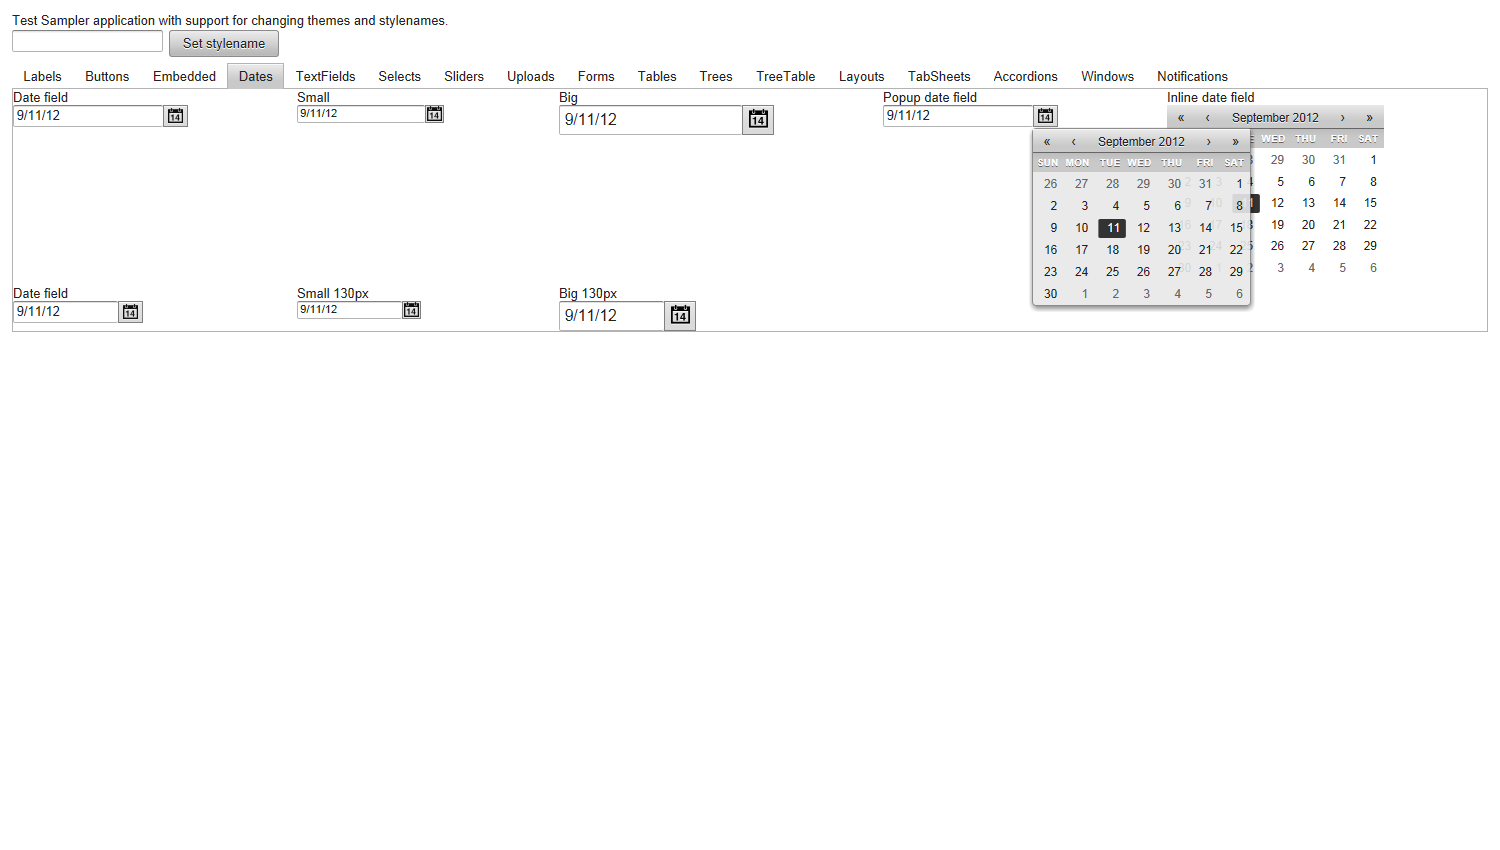 Test Sampler application with support for changing themes and stylenames.
Set stylename
Labels Buttons Embedded Dates TextFields Selects Sliders Uploads Forms Tables Trees TreeTable Layouts TabSheets Accordions Windows Notifications
Date field Small Big Popup date field Inline date field
9/11/12 14 9/11/12 14 9/11/12 14 9/11/12 14
« ‹ September 2012 › »
WED THU FRI SAT
29 30 31 1
5 6 7 8
12 13 14 15
19 20 21 22
26 27 28 29
3 4 5 6
« ‹ September 2012 › »
SUN MON TUE WED THU FRI SAT
26 27 28 29 30 31 1
2 3 4 5 6 7 8
9 10 11 12 13 14 15
16 17 18 19 20 21 22
23 24 25 26 27 28 29
30 1 2 3 4 5 6
Date field Small 130px Big 130px
9/11/12 14 9/11/12 14 9/11/12 14